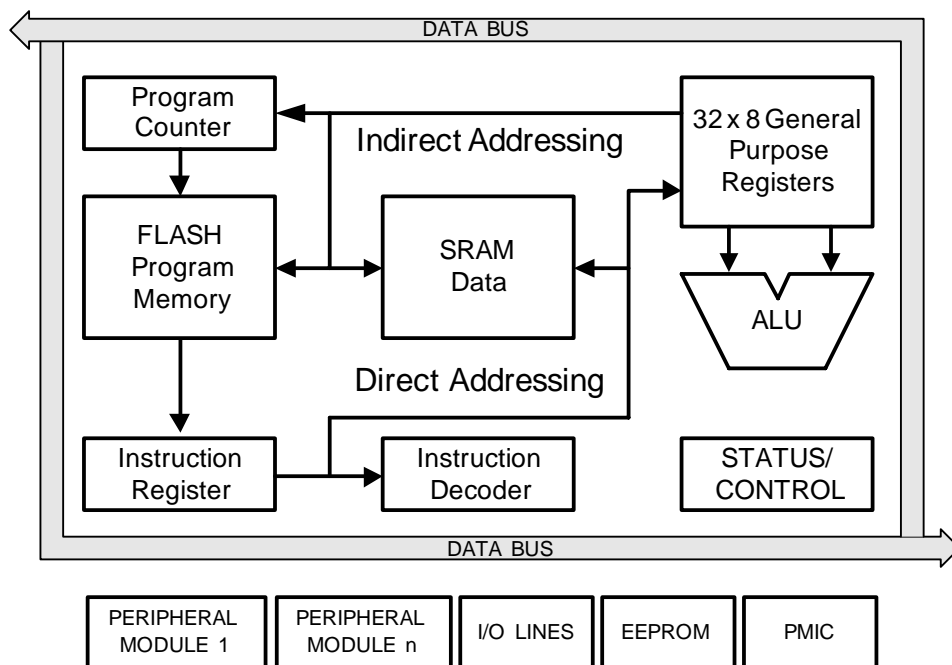 DATA BUS
Program
Counter
32 x 8 General
Purpose
Registers
Indirect Addressing
FLASH
Program
Memory
SRAM
Data
ALU
Direct Addressing
Instruction
Register
Instruction
Decoder
STATUS/
CONTROL
DATA BUS
PERIPHERAL
MODULE 1
PERIPHERAL
MODULE n
I/O LINES
EEPROM
PMIC